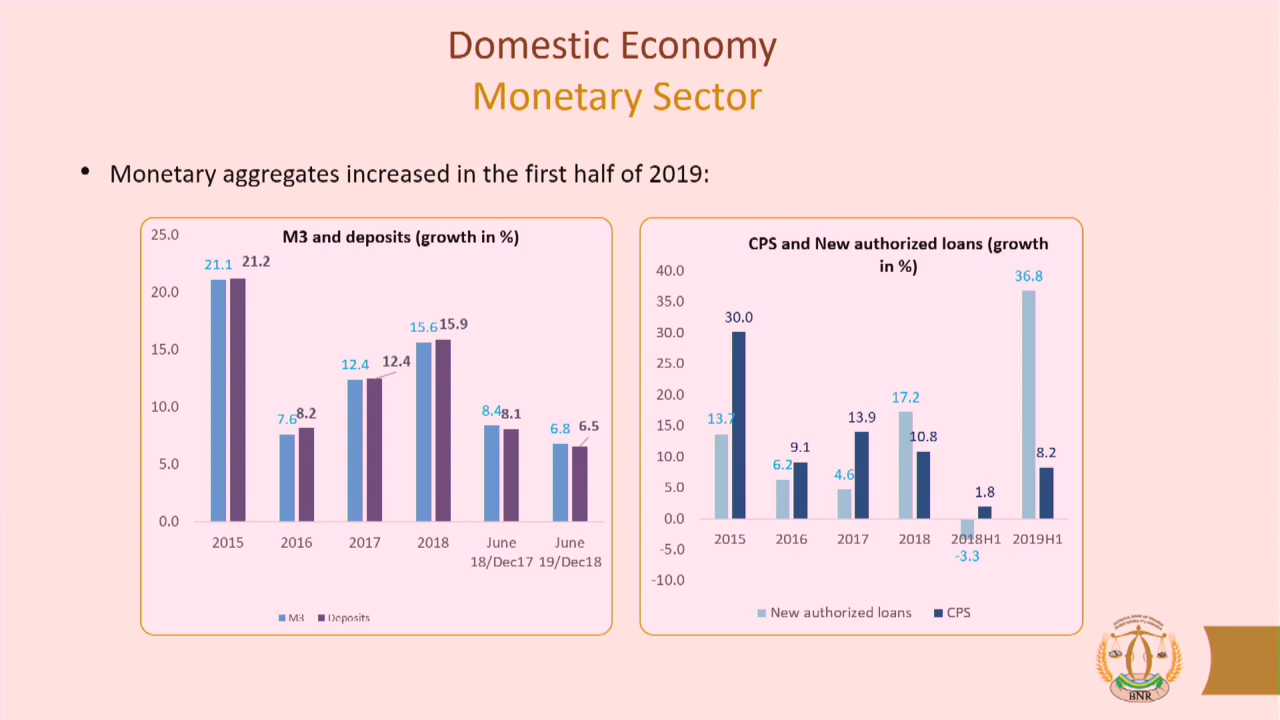 Domestic Economy
Monetary Sector
• Monetary aggregates increased in the first half of 2019:
M3 and deposits (growth in %)
25.0
20.0
15.0
10.0
5.0
0.0
21.1 21.2
7.6 8.2
12.4 12.4
15.6 15.9
8.4 8.1
6.8 6.5
2015 2016 2017 2018 June June
18/Dec17 19/Dec18
M3 Deposits
CPS and New authorized loans (growth
in %)
40.0
35.0
30.0
25.0
20.0
15.0
10.0
5.0
0.0
-5.0
-10.0
13.7 30.0
6.2 9.1
4.6 13.9
17.2 10.8
-3.3 1.8
36.8 8.2
2015 2016 2017 2018 2018H1 2019H1
New authorized loans CPS
BNR